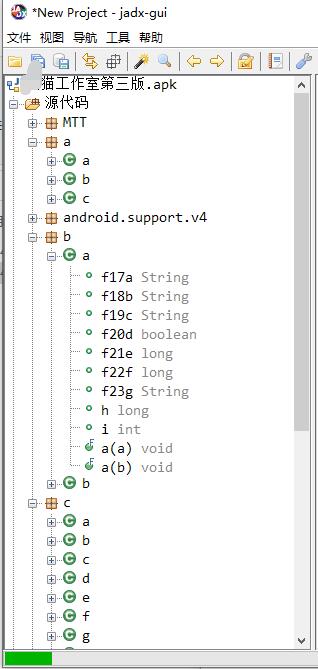 *New Project - jadx-gui
文件 视图 导航 工具 帮助
猫工作室第三版.apk
源代码
MTT
a
a
b
c
android.support.v4
b
a
f17a String
f18b String
f19c String
f20d boolean
f21e long
f22f long
f23g String
h long
i int
a(a) void
a(b) void
b
c
a
b
c
d
e
f
g